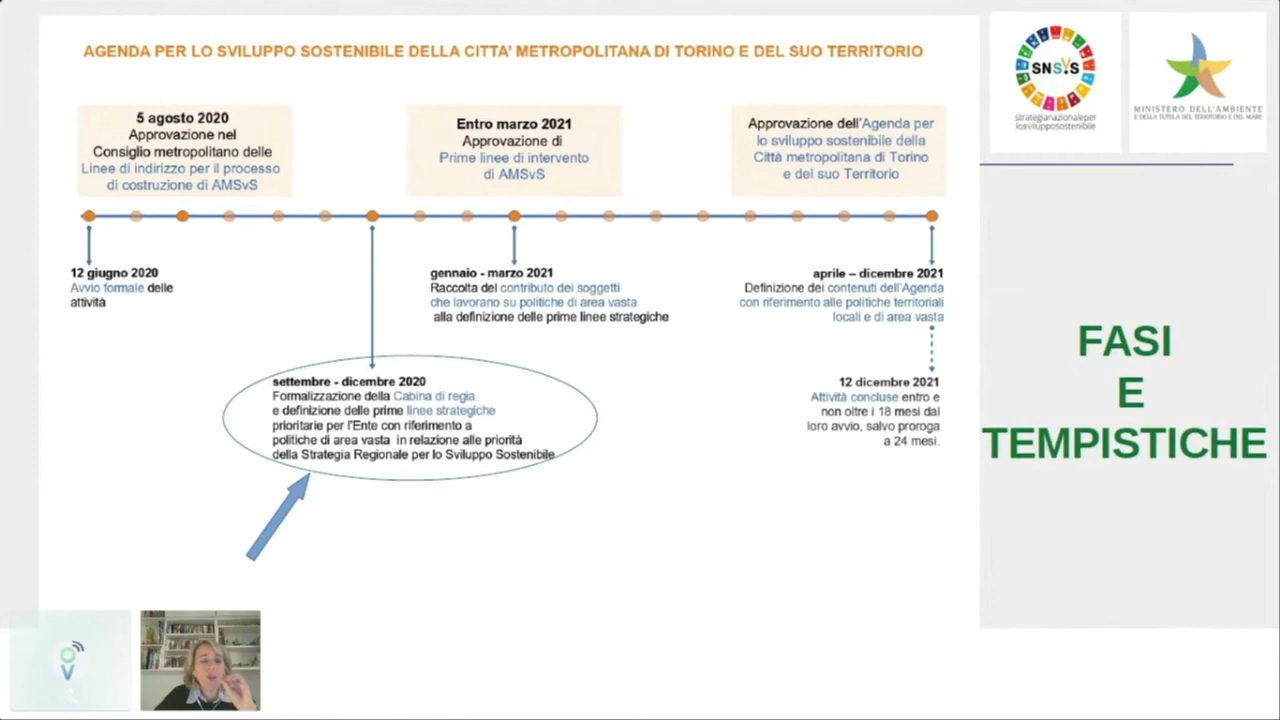 AGENDA PER LO SVILUPPO SOSTENIBILE DELLA CITTA' METROPOLITANA DI TORINO E DEL SUO TERRITORIO
5 agosto 2020
Approvazione nel
Consiglio metropolitano delle
Linee di indirizzo per il processo
di costruzione di AMSvS
Entro marzo 2021
Approvazione di
Prime linee di intervento
di AMSvS
Approvazione dell'Agenda per
lo sviluppo sostenibile della
Città metropolitana di Torino
e del suo Territorio
12 giugno 2020
Avvio formale delle
attività
gennaio - marzo 2021
Raccolta del contributo dei soggetti
che lavorano su politiche di area vasta
alla definizione delle prime linee strategiche
aprile – dicembre 2021
Definizione dei contenuti dell'Agenda
con riferimento alle politiche territoriali
locali e di area vasta
settembre - dicembre 2020
Formalizzazione della Cabina di regia
e definizione delle prime linee strategiche
prioritarie per l'Ente con riferimento a
politiche di area vasta in relazione alle priorità
della Strategia Regionale per lo Sviluppo Sostenibile
12 dicembre 2021
Attività concluse entro e
non oltre i 18 mesi dal
loro avvio, salvo proroga
a 24 mesi.
SNSVS
strategianazionaleper
losvilupposostenibile
MINISTERO DELL'AMBIENTE
E DELLA TUTELA DEL TERRITORIO E DEL MARE
FASI
E
TEMPISTICHE